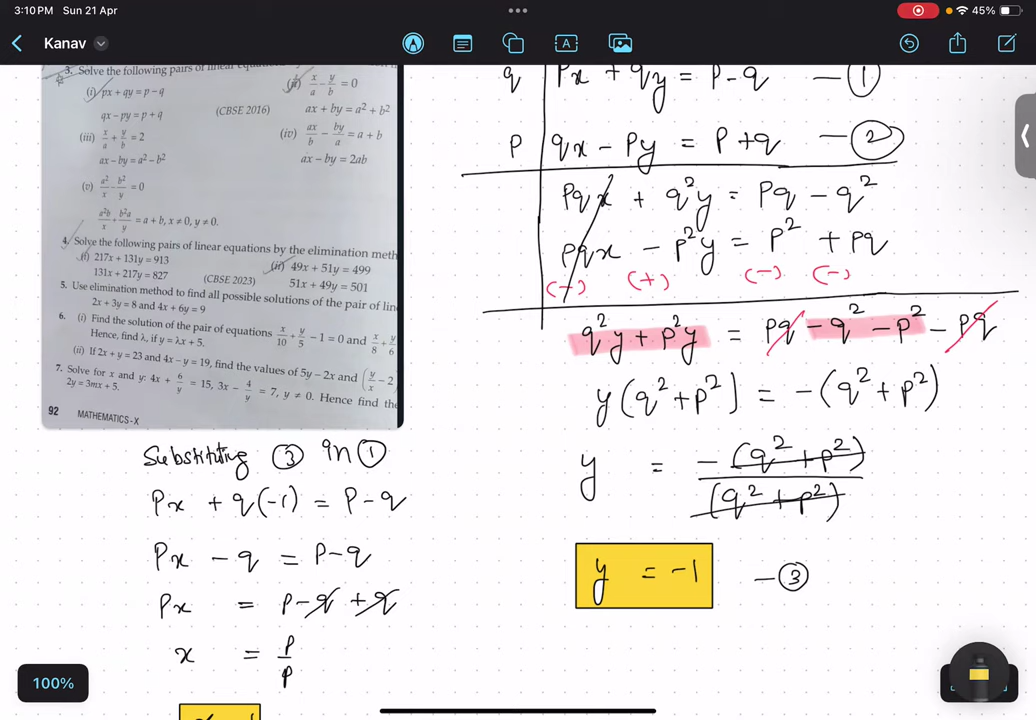 3:10 PM Sun 21 Apr
45%
Kanav
3. Solve the following pairs of linear
(i) px + qy = p - q
qx - py = p + q
(CBSE 2016)
(ii) x/a - y/b = 0
ax + by = a² + b²
(iii) x/a + y/b = 2
ax - by = a² - b²
(iv) ax/b - by/a = a + b
ax - by = 2ab
(v) a²/x - b²/y = 0
a²b/x + b²a/y = a + b, x ≠ 0, y ≠ 0.
4. Solve the following pairs of linear equations by the elimination meth
(i) 217x + 131y = 913
131x + 217y = 827
(CBSE 2023)
(ii) 49x + 51y = 499
51x + 49y = 501
5. Use elimination method to find all possible solutions of the pair of lin
2x + 3y = 8 and 4x + 6y = 9
6. (i) Find the solution of the pair of equations x/10 + y/5 - 1 = 0 and x/8 + y/6
Hence, find λ, if y = λx + 5.
(ii) If 2x + y = 23 and 4x - y = 19, find the values of 5y - 2x and (y/x - 2
7. Solve for x and y: 4x + 6/y = 15, 3x - 4/y = 7, y ≠ 0. Hence find the
2y = 3mx + 5.
92 MATHEMATICS-X
Substituting ③ in ①
Px + q(-1) = P - q
Px - q = P - q
Px = P - q + q
x = P/P
q Px + qy = P - q —①
P qx - Py = P + q —②
Pqx + q²y = Pq - q²
Pqx - P²y = P² + Pq
(-) (+) (-) (-)
q²y + P²y = Pq - q² - P² - Pq
y(q² + P²) = -(q² + P²)
y = -(q² + P²)/(q² + P²)
y = -1 —③
100%